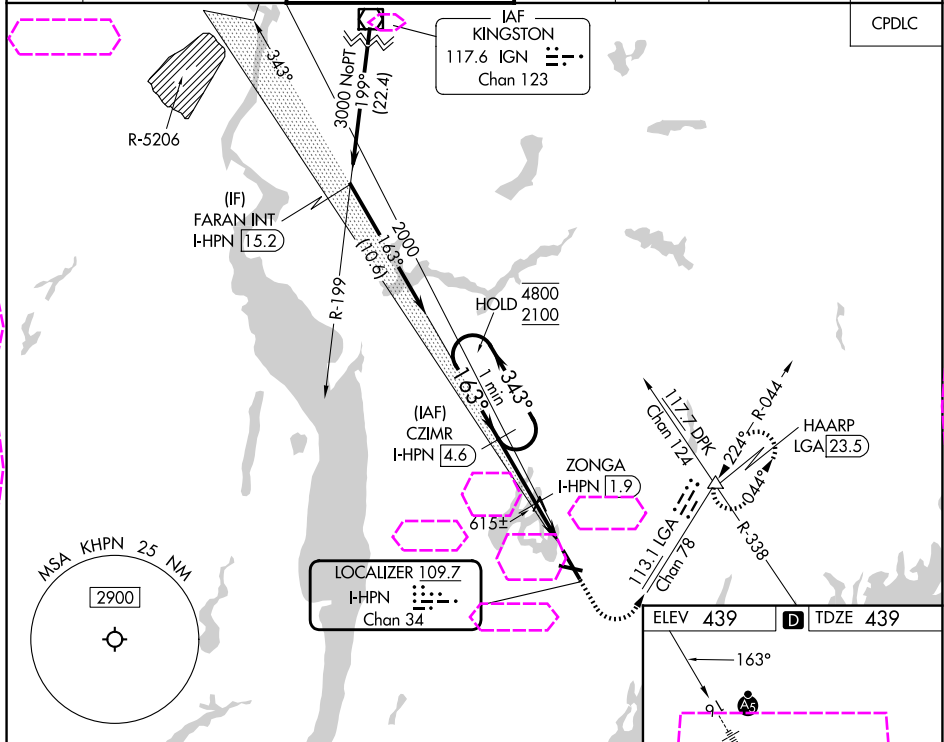 CPDLC
IAF
KINGSTON
117.6 IGN
Chan 123
343°
3000 NoPT
199°
(22.4)
R-5206
(IF)
FARAN INT
I-HPN 15.2
2000
163°
(10.6)
R-199
HOLD 4800
2100
1 min
163°
343°
(IAF)
CZIMR
I-HPN 4.6
117.7 DPK
Chan 124
224°
R-044
044°
HAARP
LGA 23.5
ZONGA
I-HPN 1.9
615±
R-338
113.1 LGA
Chan 78
MSA KHPN 25 NM
2900
LOCALIZER 109.7
I-HPN
Chan 34
ELEV 439
D
TDZE 439
163°
A5